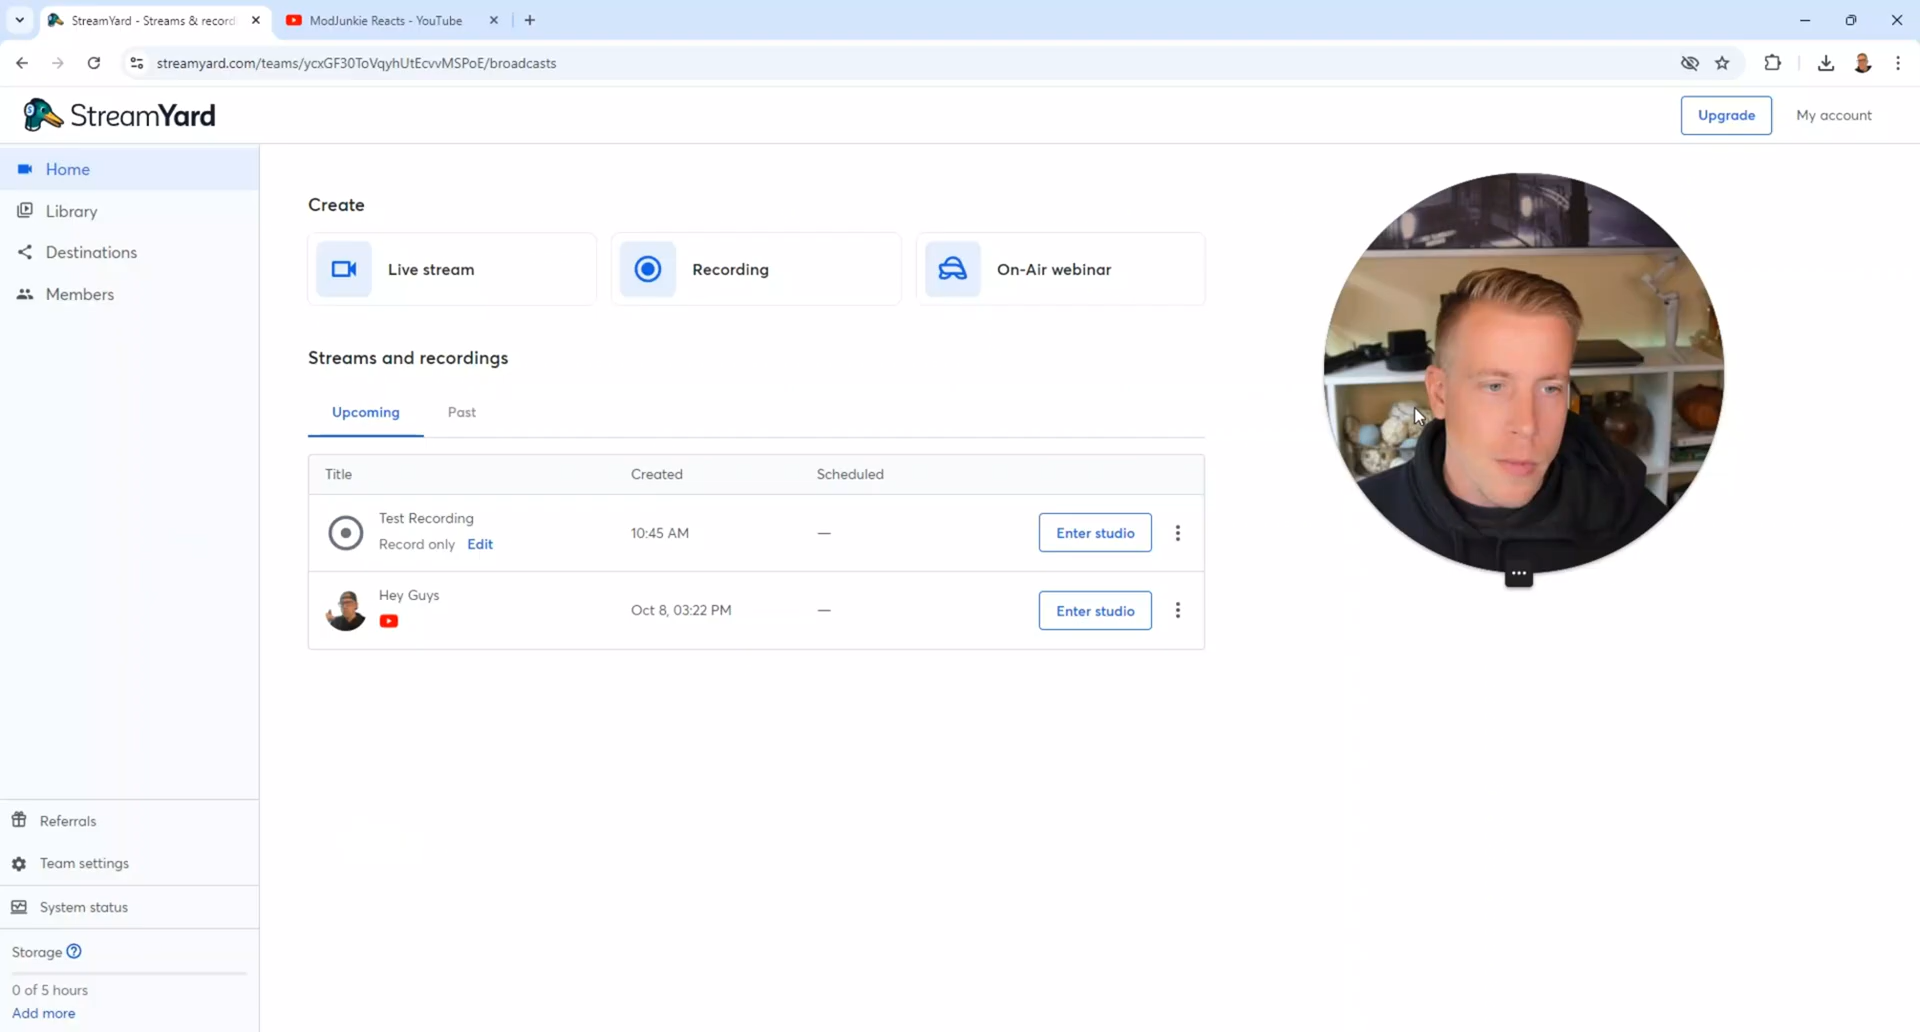 StreamYard - Streams & record
ModJunkie Reacts - YouTube
streamyard.com/teams/ycxGF30ToVqyhUtEcvvMSPoE/broadcasts
StreamYard
Upgrade
My account
Home
Library
Destinations
Members
Create
Live stream
Recording
On-Air webinar
Streams and recordings
Upcoming
Past
Title
Created
Scheduled
Test Recording
Record only
Edit
10:45 AM
—
Enter studio
Hey Guys
Oct 8, 03:22 PM
—
Enter studio
Referrals
Team settings
System status
Storage
0 of 5 hours
Add more